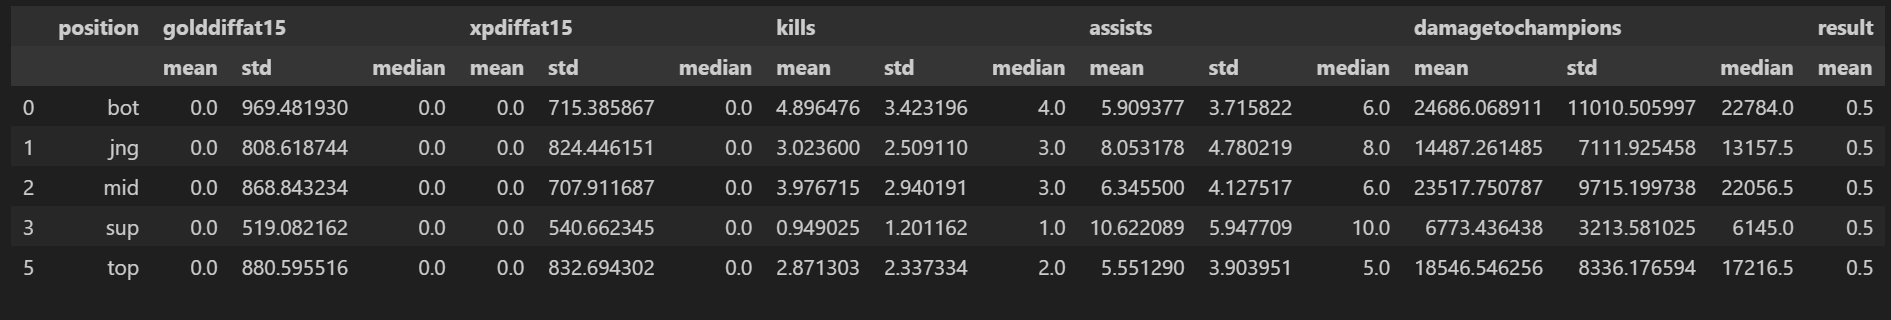 position golddiffat15 xpdiffat15 kills assists damagetochampions result
mean std median mean std median mean std median mean std median mean std median mean
0 bot 0.0 969.481930 0.0 0.0 715.385867 0.0 4.896476 3.423196 4.0 5.909377 3.715822 6.0 24686.068911 11010.505997 22784.0 0.5
1 jng 0.0 808.618744 0.0 0.0 824.446151 0.0 3.023600 2.509110 3.0 8.053178 4.780219 8.0 14487.261485 7111.925458 13157.5 0.5
2 mid 0.0 868.843234 0.0 0.0 707.911687 0.0 3.976715 2.940191 3.0 6.345500 4.127517 6.0 23517.750787 9715.199738 22056.5 0.5
3 sup 0.0 519.082162 0.0 0.0 540.662345 0.0 0.949025 1.201162 1.0 10.622089 5.947709 10.0 6773.436438 3213.581025 6145.0 0.5
5 top 0.0 880.595516 0.0 0.0 832.694302 0.0 2.871303 2.337334 2.0 5.551290 3.903951 5.0 18546.546256 8336.176594 17216.5 0.5